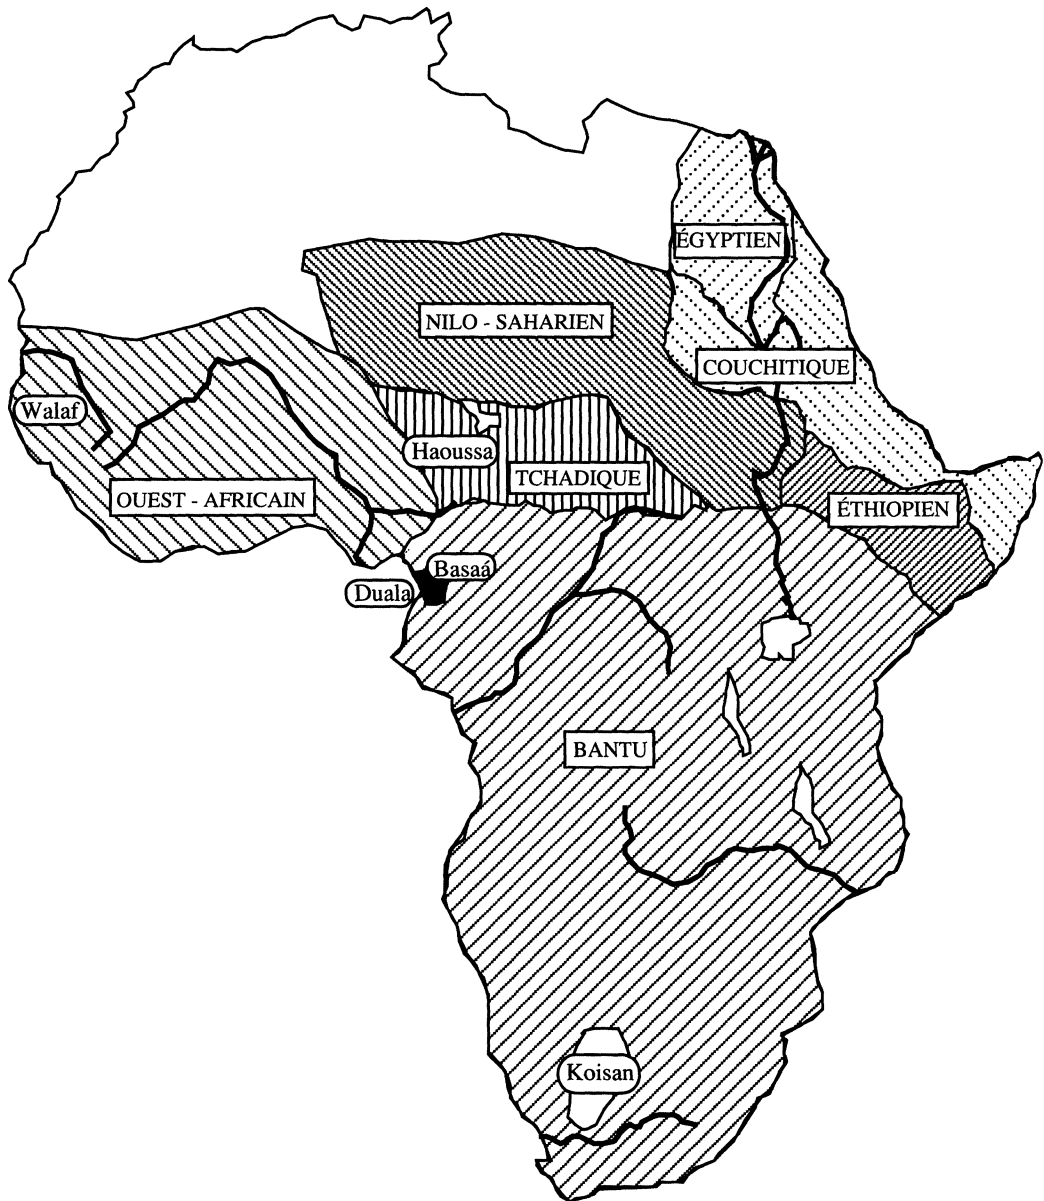 ÉGYPTIEN
NILO - SAHARIEN
COUCHITIQUE
Walaf
Haoussa
TCHADIQUE
OUEST - AFRICAIN
ÉTHIOPIEN
Basaá
Duala
BANTU
Koisan